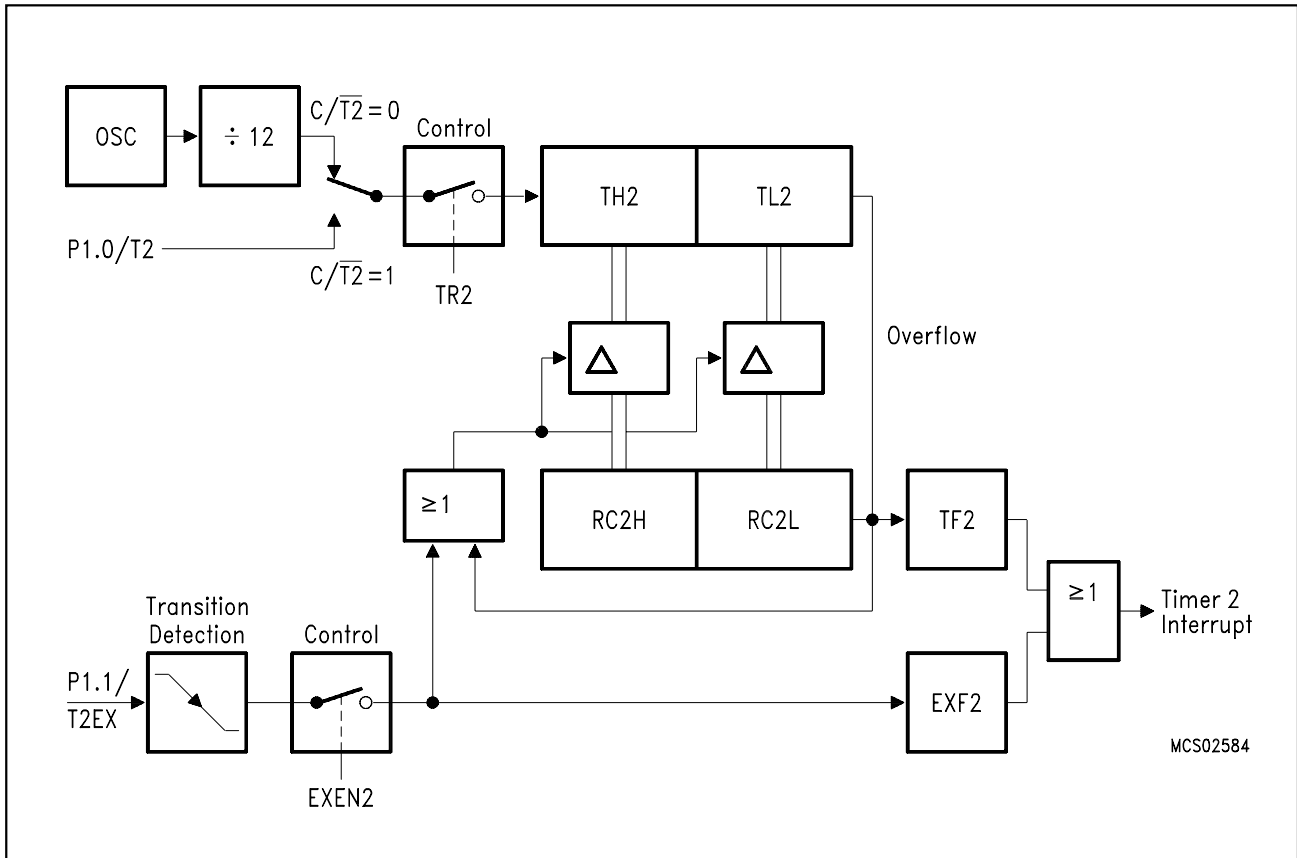 OSC
÷ 12
C/T2̅=0
Control
TH2
TL2
P1.0/T2
C/T2̅=1
TR2
Overflow
≥1
RC2H
RC2L
TF2
≥1
Timer 2
Interrupt
Transition
Detection
Control
P1.1/
T2EX
EXF2
EXEN2
MCS02584